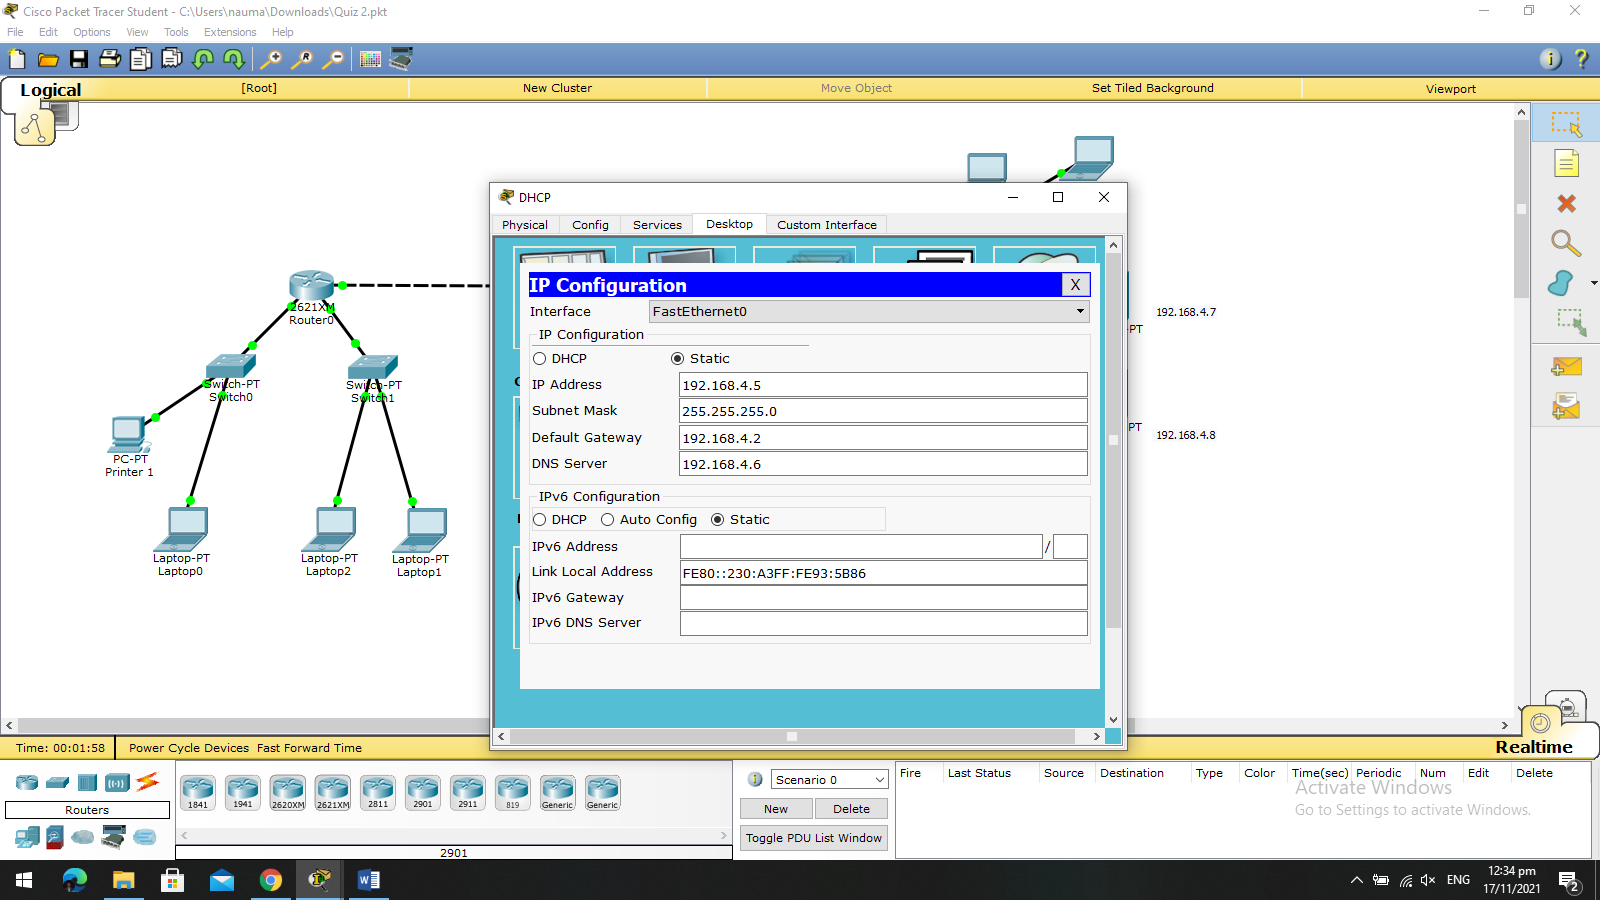 Cisco Packet Tracer Student - C:\Users\nauma\Downloads\Quiz 2.pkt
File Edit Options View Tools Extensions Help
Logical [Root] New Cluster Move Object Set Tiled Background Viewport
DHCP
Physical Config Services Desktop Custom Interface
IP Configuration X
Interface FastEthernet0
IP Configuration
DHCP Static
IP Address 192.168.4.5
Subnet Mask 255.255.255.0
Default Gateway 192.168.4.2
DNS Server 192.168.4.6
IPv6 Configuration
DHCP Auto Config Static
IPv6 Address /
Link Local Address FE80::230:A3FF:FE93:5B86
IPv6 Gateway
IPv6 DNS Server
2621XM
Router0
Switch-PT
Switch0
Switch-PT
Switch1
PC-PT
Printer 1
Laptop-PT
Laptop0
Laptop-PT
Laptop2
Laptop-PT
Laptop1
192.168.4.7
PT
192.168.4.8
PT
Time: 00:01:58 Power Cycle Devices Fast Forward Time Realtime
Routers
1841 1941 2620XM 2621XM 2811 2901 2911 819 Generic Generic
2901
Scenario 0
New Delete
Toggle PDU List Window
Fire Last Status Source Destination Type Color Time(sec) Periodic Num Edit Delete
Activate Windows
Go to Settings to activate Windows.
ENG
12:34 pm
17/11/2021
2